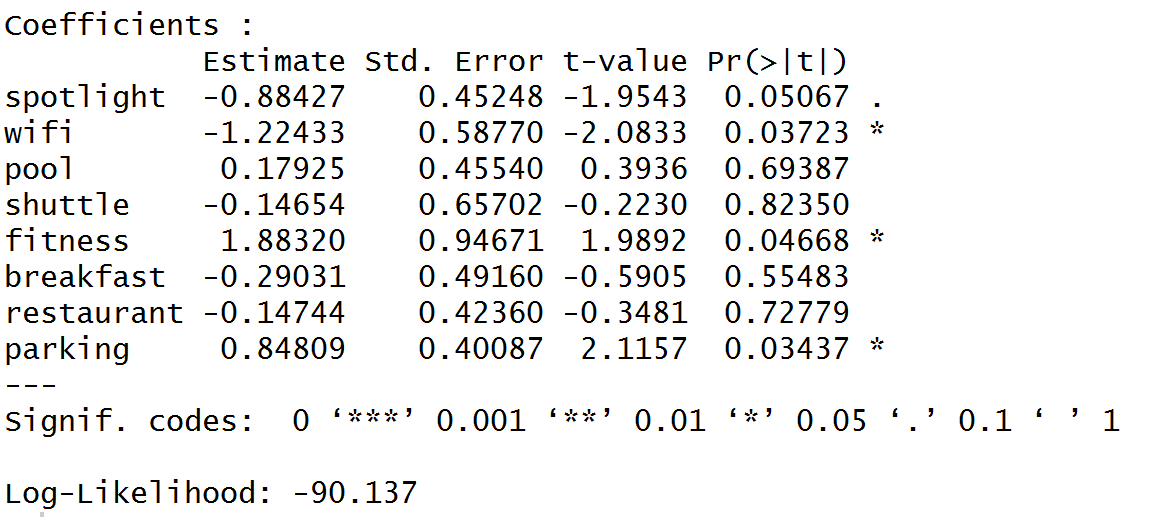 Coefficients :
Estimate Std. Error t-value Pr(>|t|)
spotlight -0.88427 0.45248 -1.9543 0.05067 .
wifi -1.22433 0.58770 -2.0833 0.03723 *
pool 0.17925 0.45540 0.3936 0.69387
shuttle -0.14654 0.65702 -0.2230 0.82350
fitness 1.88320 0.94671 1.9892 0.04668 *
breakfast -0.29031 0.49160 -0.5905 0.55483
restaurant -0.14744 0.42360 -0.3481 0.72779
parking 0.84809 0.40087 2.1157 0.03437 *
---
Signif. codes: 0 ‘***’ 0.001 ‘**’ 0.01 ‘*’ 0.05 ‘.’ 0.1 ‘ ’ 1
Log-Likelihood: -90.137